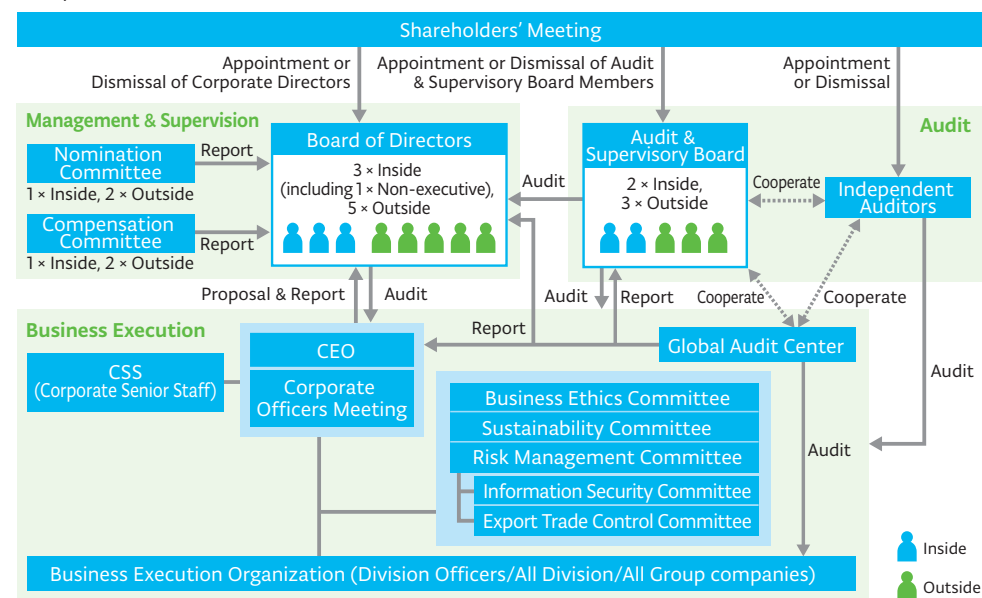 Shareholders' Meeting
Appointment or
Dismissal of Corporate Directors
Appointment or Dismissal of Audit
& Supervisory Board Members
Appointment
or Dismissal
Management & Supervision
Audit
Nomination
Committee
1 × Inside, 2 × Outside
Report
Compensation
Committee
1 × Inside, 2 × Outside
Report
Board of Directors
3 × Inside
(including 1 × Non-executive),
5 × Outside
Audit
Audit &
Supervisory Board
2 × Inside,
3 × Outside
Cooperate
Independent
Auditors
Proposal & Report
Audit
Audit
Report
Cooperate
Cooperate
Business Execution
Report
CEO
Corporate
Officers Meeting
CSS
(Corporate Senior Staff)
Global Audit Center
Audit
Business Ethics Committee
Sustainability Committee
Risk Management Committee
Information Security Committee
Export Trade Control Committee
Audit
Business Execution Organization (Division Officers/All Division/All Group companies)
Inside
Outside